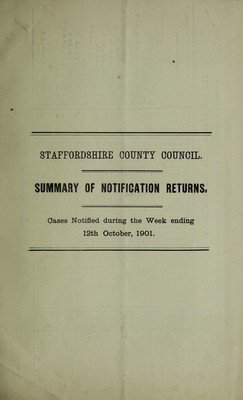 STAFFORDSHIRE COUNTY COUNCIL.
SUMMARY OF NOTIFICATION RETURNS.
Cases Notified during the Week ending
12th October, 1901.